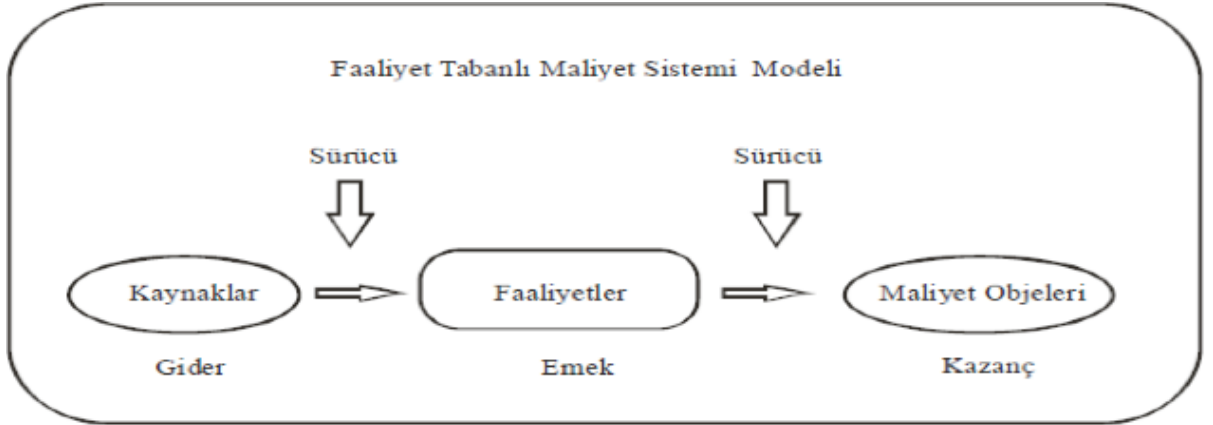 Faaliyet Tabanlı Maliyet Sistemi Modeli
Sürücü Sürücü
Kaynaklar Faaliyetler Maliyet Objeleri
Gider Emek Kazanç